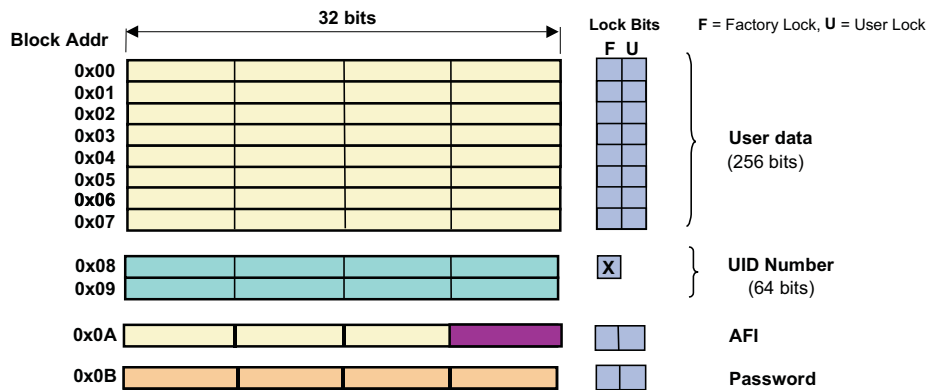 32 bits
Lock Bits
F = Factory Lock, U = User Lock
Block Addr
F U
0x00
0x01
0x02
0x03
0x04
0x05
0x06
0x07
User data
(256 bits)
0x08
X
0x09
UID Number
(64 bits)
0x0A
AFI
0x0B
Password